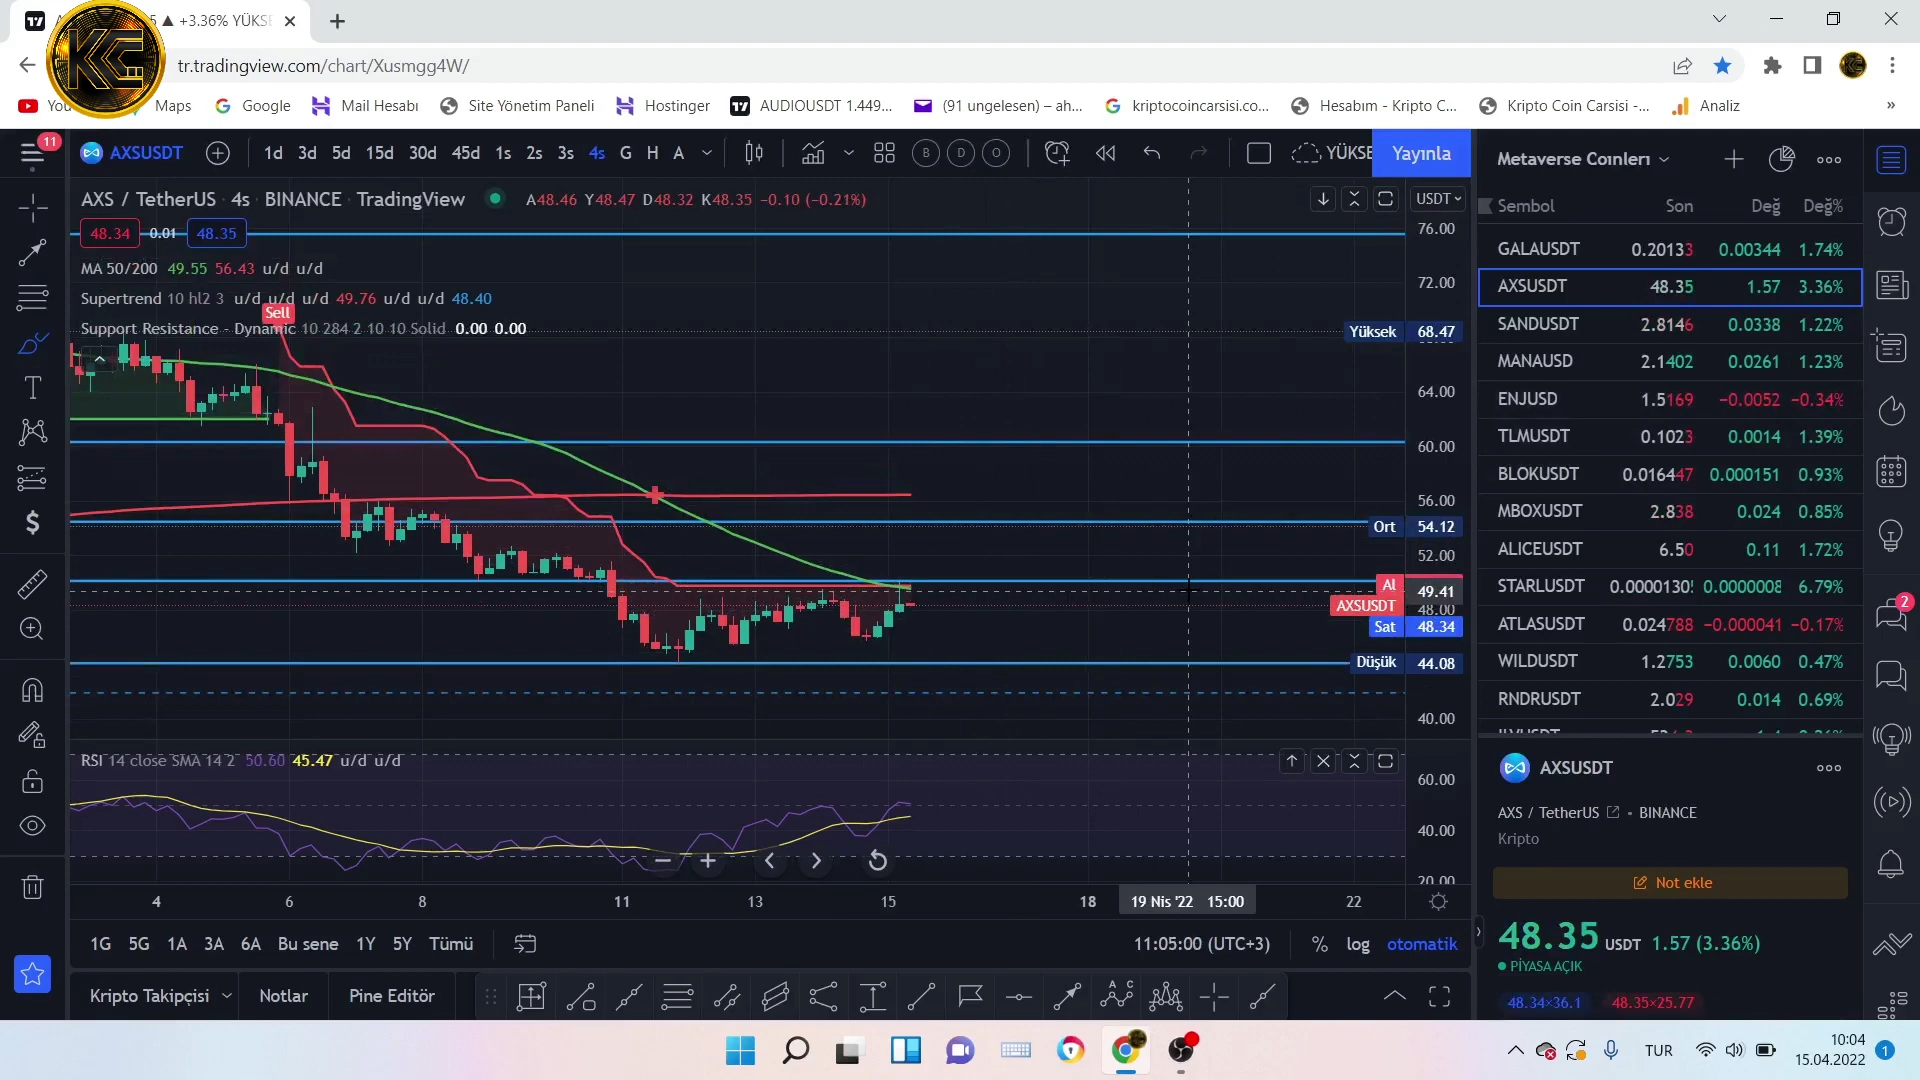 5 ▲ +3.36% YÜKSE
tr.tradingview.com/chart/Xusmgg4W/
KC
Maps
Google
Mail Hesabı
Site Yönetim Paneli
Hostinger
AUDIOUSDT 1.449...
(91 ungelesen) – ah...
kriptocoincarsisi.co...
Hesabım - Kripto C...
Kripto Coin Carsisi -...
Analiz
»
11
AXSUSDT
1d 3d 5d 15d 30d 45d 1s 2s 3s 4s G H A
B D O
YÜKSE
Yayınla
AXS / TetherUS · 4s · BINANCE · TradingView
A48.46 Y48.47 D48.32 K48.35 −0.10 (−0.21%)
USDT
48.34 0.01 48.35
MA 50/200 49.55 56.43 u/d u/d
Supertrend 10 hl2 3 u/d u/d u/d 49.76 u/d u/d 48.40
Sell
Support Resistance - Dynamic 10 284 2 10 10 Solid 0.00 0.00
76.00
72.00
Yüksek 68.47
64.00
60.00
56.00
Ort 54.12
52.00
Al
49.41
AXSUSDT
48.00
Sat 48.34
Düşük 44.08
40.00
RSI 14 close SMA 14 2 50.60 45.47 u/d u/d
60.00
40.00
20.00
4 6 8 11 13 15 18 19 Nis '22 15:00 22
1G 5G 1A 3A 6A Bu sene 1Y 5Y Tümü
11:05:00 (UTC+3)
% log otomatik
Kripto Takipçisi
Notlar
Pine Editör
Metaverse Coınlerı
Sembol Son Değ Değ%
GALAUSDT 0.20133 0.00344 1.74%
AXSUSDT 48.35 1.57 3.36%
SANDUSDT 2.8146 0.0338 1.22%
MANAUSD 2.1402 0.0261 1.23%
ENJUSD 1.5169 −0.0052 −0.34%
TLMUSDT 0.1023 0.0014 1.39%
BLOKUSDT 0.016447 0.000151 0.93%
MBOXUSDT 2.838 0.024 0.85%
ALICEUSDT 6.50 0.11 1.72%
STARLUSDT 0.00001305 0.0000008 6.79%
ATLASUSDT 0.024788 −0.000041 −0.17%
WILDUSDT 1.2753 0.0060 0.47%
RNDRUSDT 2.029 0.014 0.69%
2
AXSUSDT
AXS / TetherUS • BINANCE
Kripto
Not ekle
48.35 USDT 1.57 (3.36%)
PİYASA AÇIK
48.34×36.1 48.35×25.77
TUR
10:04
15.04.2022
1